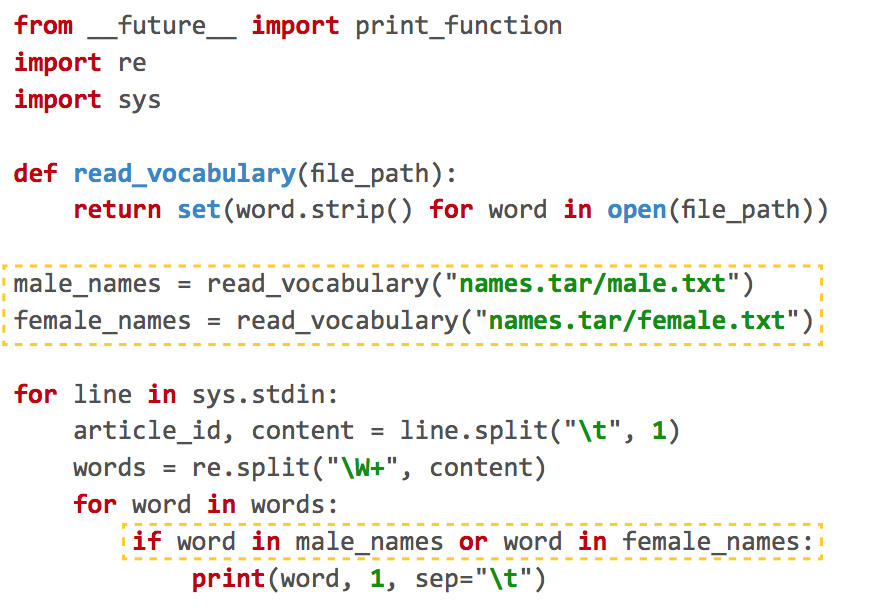 from __future__ import print_function
import re
import sys
def read_vocabulary(file_path):
    return set(word.strip() for word in open(file_path))
male_names = read_vocabulary("names.tar/male.txt")
female_names = read_vocabulary("names.tar/female.txt")
for line in sys.stdin:
    article_id, content = line.split("\t", 1)
    words = re.split("\W+", content)
    for word in words:
        if word in male_names or word in female_names:
            print(word, 1, sep="\t")